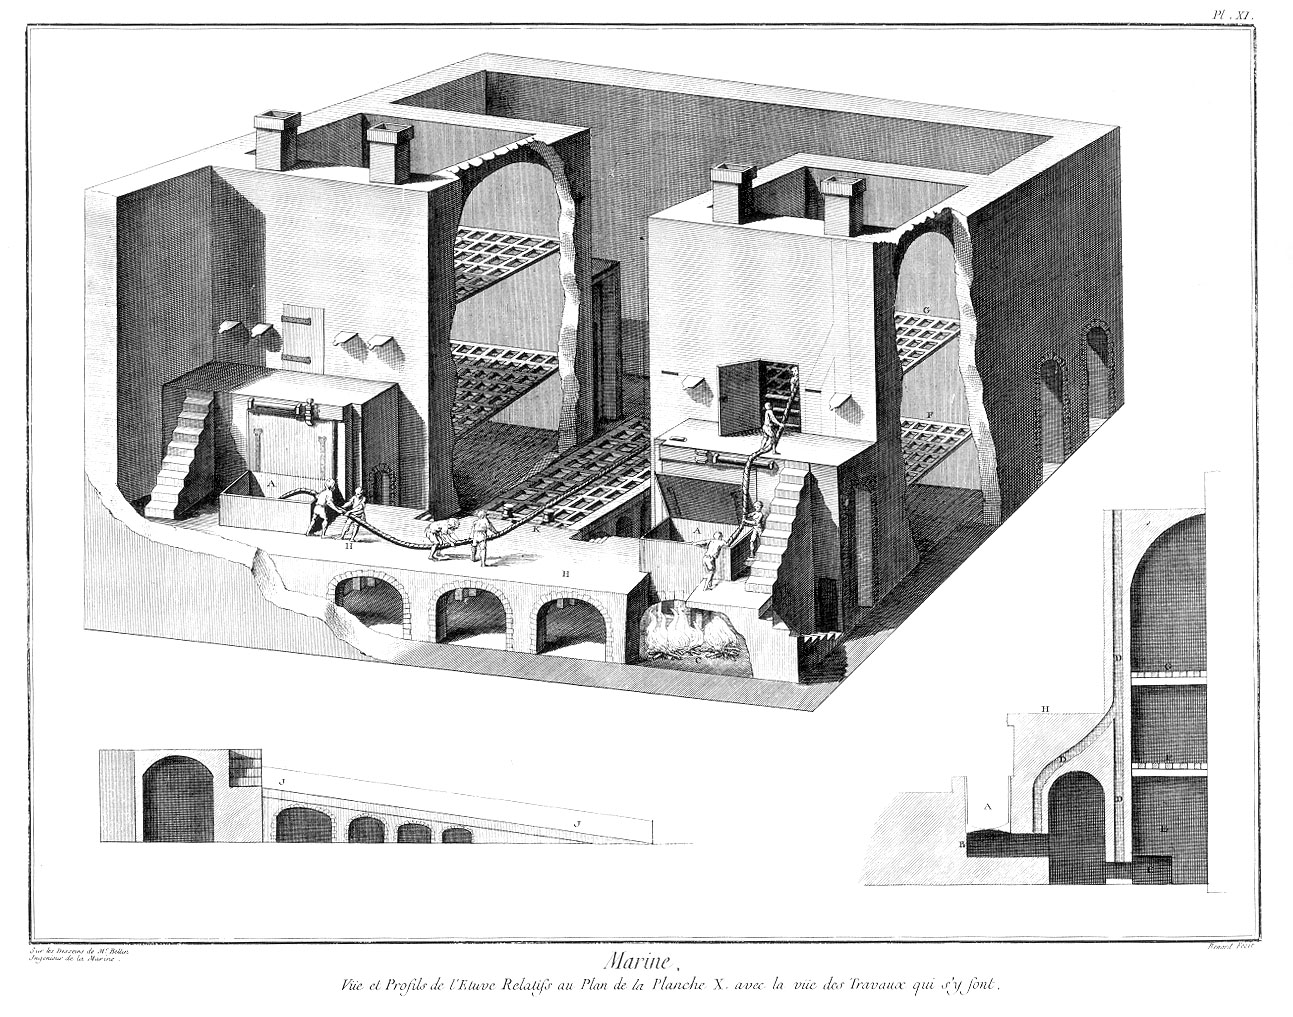 Pl. XI.
G
F
A
A
K
H
H
C
D
G
H
F
D
A
D
E
B
J
J
Sur les Desseins de Mr. Bellin
Ingenieur de la Marine.
Benard Fecit
Marine,
Vüe et Profils de l'Etuve Relatifs au Plan de la Planche X. avec la vüe des Travaux qui s'y font.